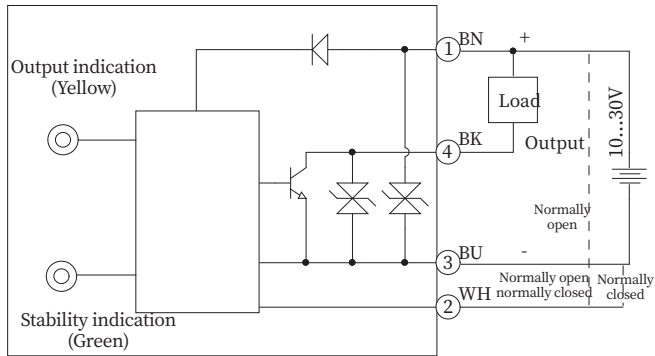 Output indication
(Yellow)
Stability indication
(Green)
1
BN
+
Load
4
BK
Output
10...30V
Normally
open
3
BU
-
2
WH
Normally open
normally closed
Normally
closed